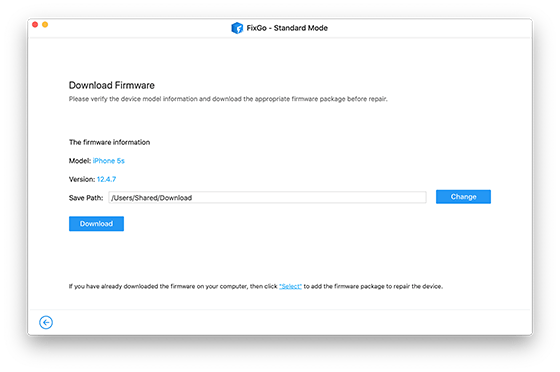 FixGo - Standard Mode
Download Firmware
Please verify the device model information and download the appropriate firmware package before repair.
The firmware information
Model: iPhone 5s
Version: 12.4.7
Save Path: /Users/Shared/Download Change
Download
If you have already downloaded the firmware on your computer, then click "Select" to add the firmware package to repair the device.